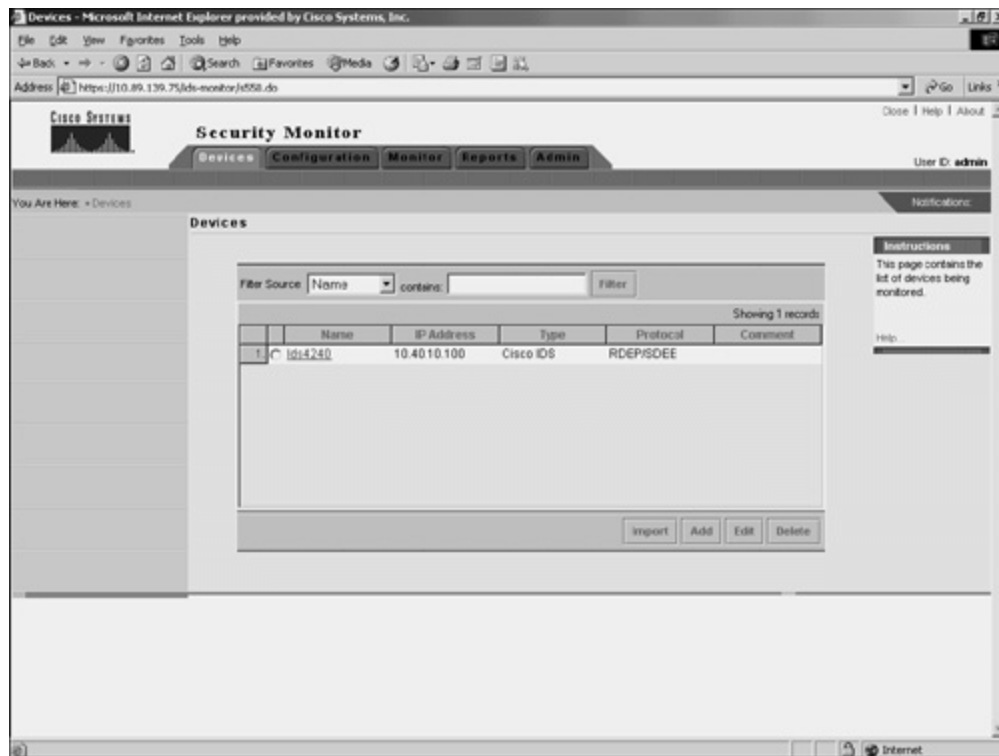 Devices - Microsoft Internet Explorer provided by Cisco Systems, Inc.
File Edit View Favorites Tools Help
Back Search Favorites Media
Address https://10.89.139.75/ids-monitor/s558.do Go Links
Close | Help | About
CISCO SYSTEMS
Security Monitor
Devices Configuration Monitor Reports Admin
User ID: admin
You Are Here: • Devices
Notifications:
Devices
Instructions
This page contains the list of devices being monitored.
Help...
Filter Source: Name contains: Filter
Showing 1 records
Name IP Address Type Protocol Comment
1. Ids4240 10.40.10.100 Cisco IDS RDEP/SDEE
Import Add Edit Delete
Internet